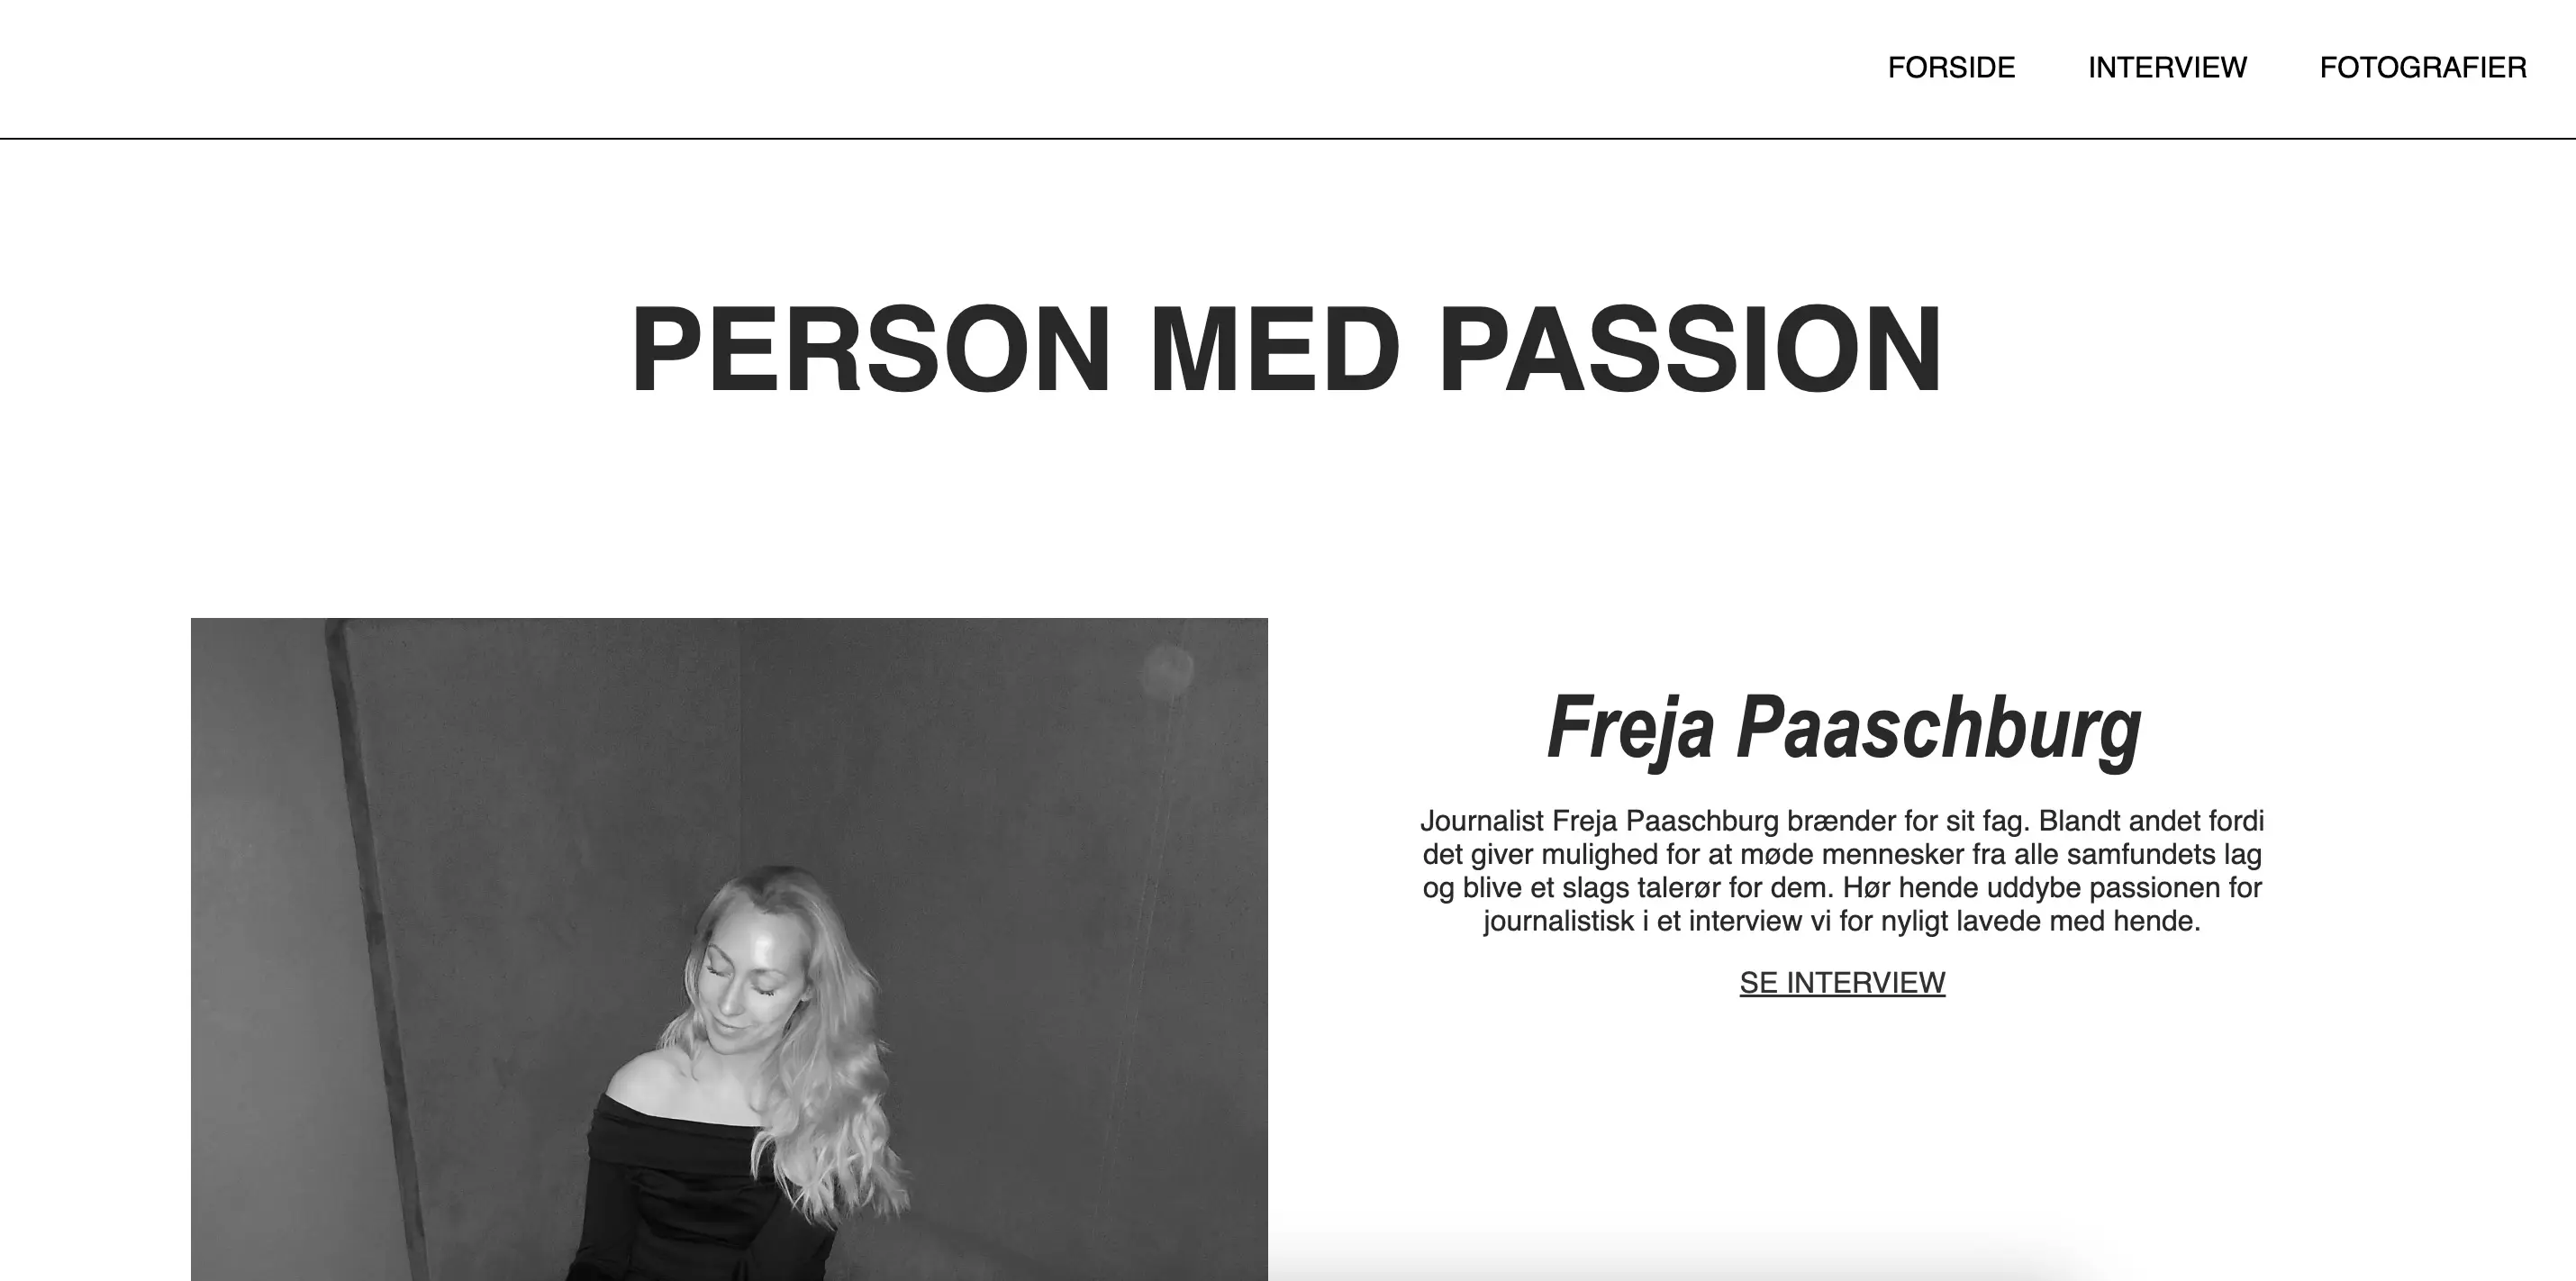 FORSIDE INTERVIEW FOTOGRAFIER
PERSON MED PASSION
Freja Paaschburg
Journalist Freja Paaschburg brænder for sit fag. Blandt andet fordi
det giver mulighed for at møde mennesker fra alle samfundets lag
og blive et slags talerør for dem. Hør hende uddybe passionen for
journalistisk i et interview vi for nyligt lavede med hende.
SE INTERVIEW